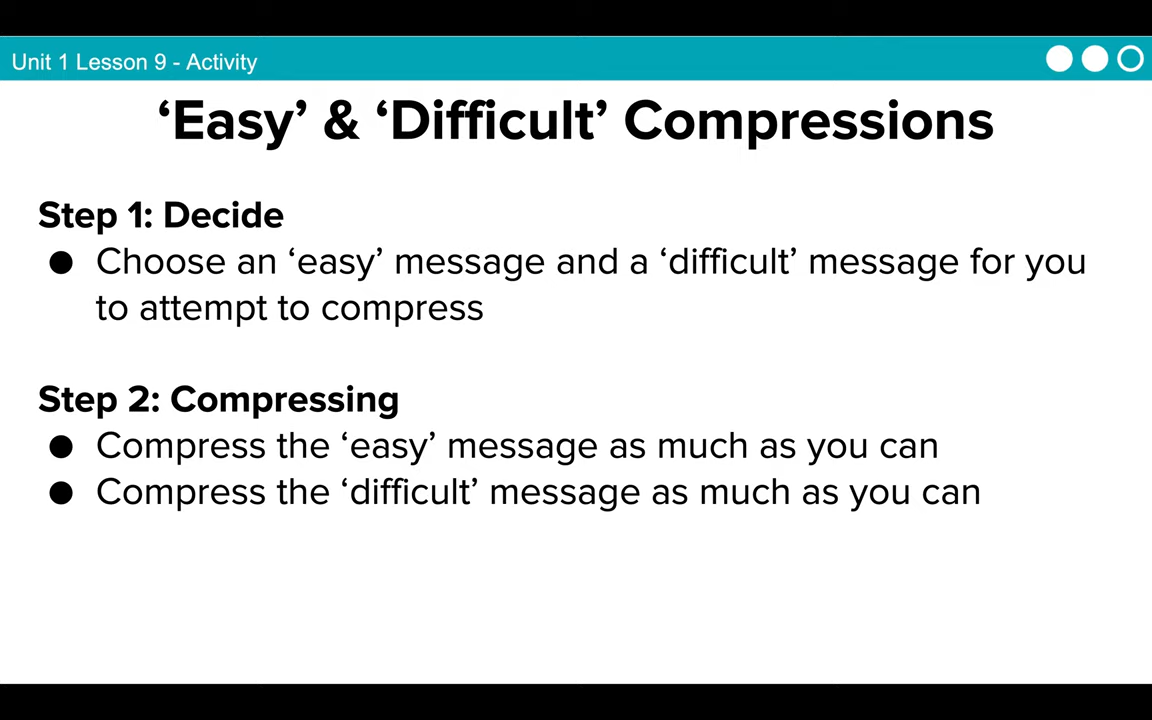 Unit 1 Lesson 9 - Activity
‘Easy’ & ‘Difficult’ Compressions
Step 1: Decide
● Choose an ‘easy’ message and a ‘difficult’ message for you
to attempt to compress
Step 2: Compressing
● Compress the ‘easy’ message as much as you can
● Compress the ‘difficult’ message as much as you can